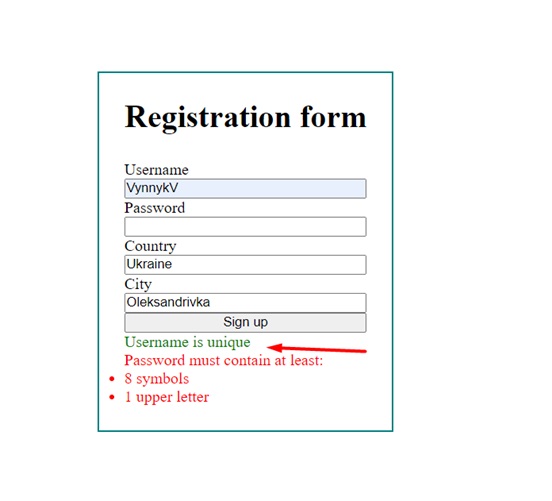 Registration form
Username
VynnykV
Password
Country
Ukraine
City
Oleksandrivka
Sign up
Username is unique
Password must contain at least:
8 symbols
1 upper letter